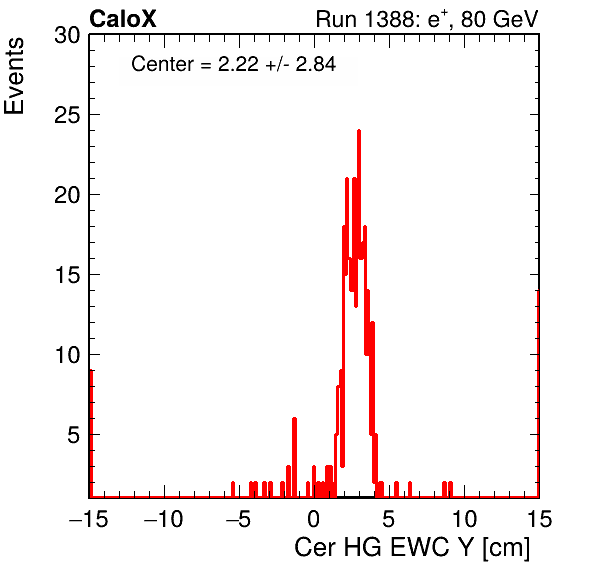 CaloX Run 1388: e⁺, 80 GeV
Center = 2.22 +/- 2.84
Events
30
25
20
15
10
5
−15 −10 −5 0 5 10 15
Cer HG EWC Y [cm]